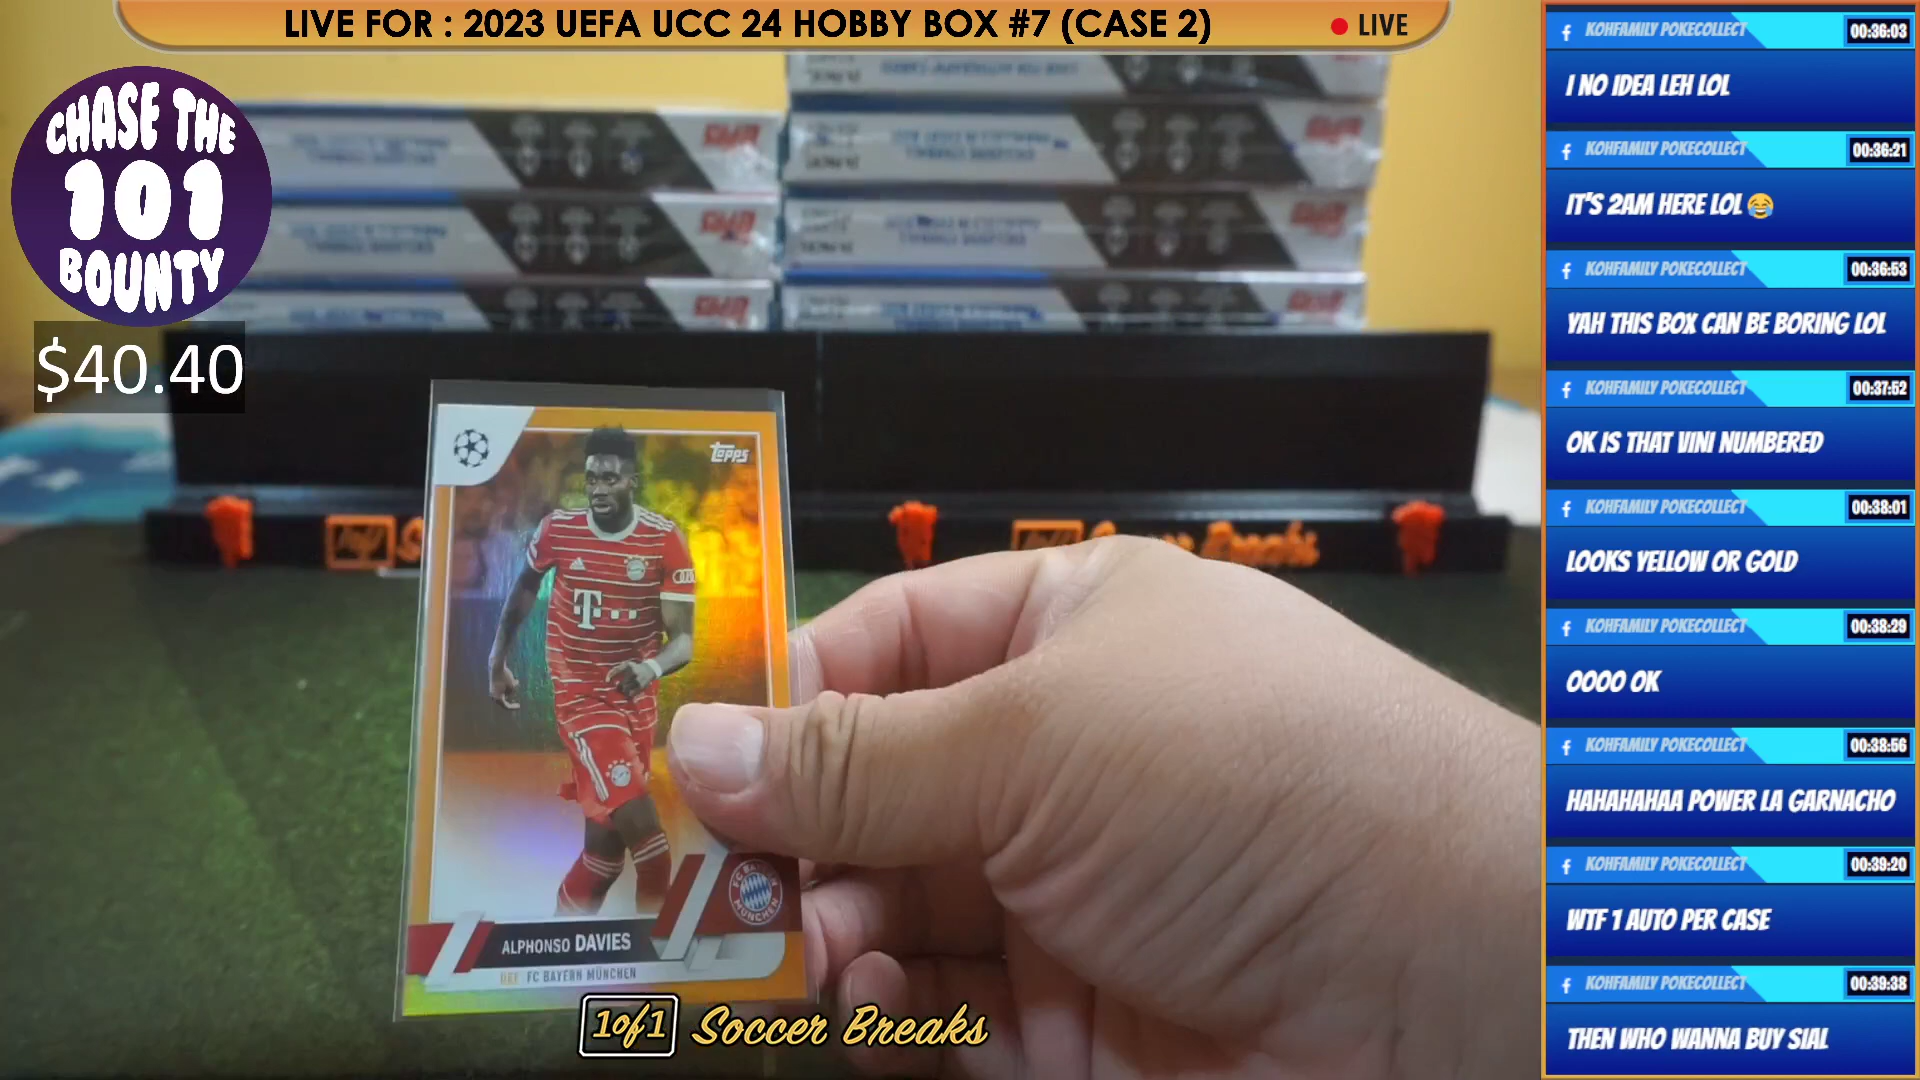 LIVE FOR : 2023 UEFA UCC 24 HOBBY BOX #7 (CASE 2)
LIVE
CHASE THE
101
BOUNTY
$40.40
topps
T
ALPHONSO DAVIES
DEF FC BAYERN MÜNCHEN
FC BAYERN
MÜNCHEN
1of1 Soccer Breaks
KOHFAMILY POKECOLLECT 00:36:03
I NO IDEA LEH LOL
KOHFAMILY POKECOLLECT 00:36:21
IT'S 2AM HERE LOL 😂
KOHFAMILY POKECOLLECT 00:36:53
YAH THIS BOX CAN BE BORING LOL
KOHFAMILY POKECOLLECT 00:37:52
OK IS THAT VINI NUMBERED
KOHFAMILY POKECOLLECT 00:38:01
LOOKS YELLOW OR GOLD
KOHFAMILY POKECOLLECT 00:38:29
OOOO OK
KOHFAMILY POKECOLLECT 00:38:56
HAHAHAHAA POWER LA GARNACHO
KOHFAMILY POKECOLLECT 00:39:20
WTF 1 AUTO PER CASE
KOHFAMILY POKECOLLECT 00:39:38
THEN WHO WANNA BUY SIAL